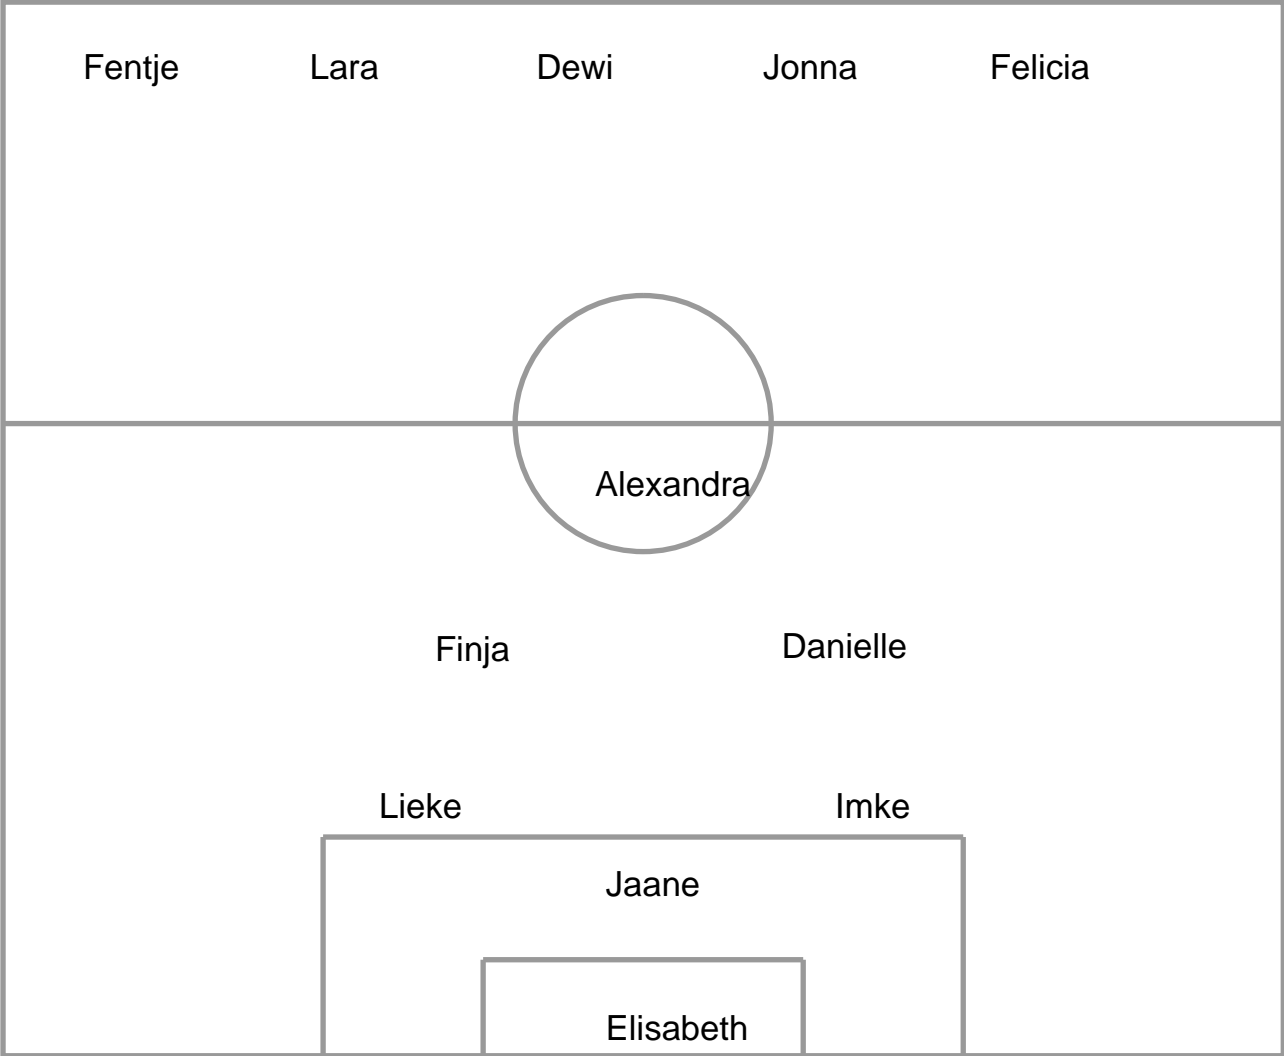 Fentje Lara Dewi Jonna Felicia
Alexandra
Finja Danielle
Lieke Imke
Jaane
Elisabeth